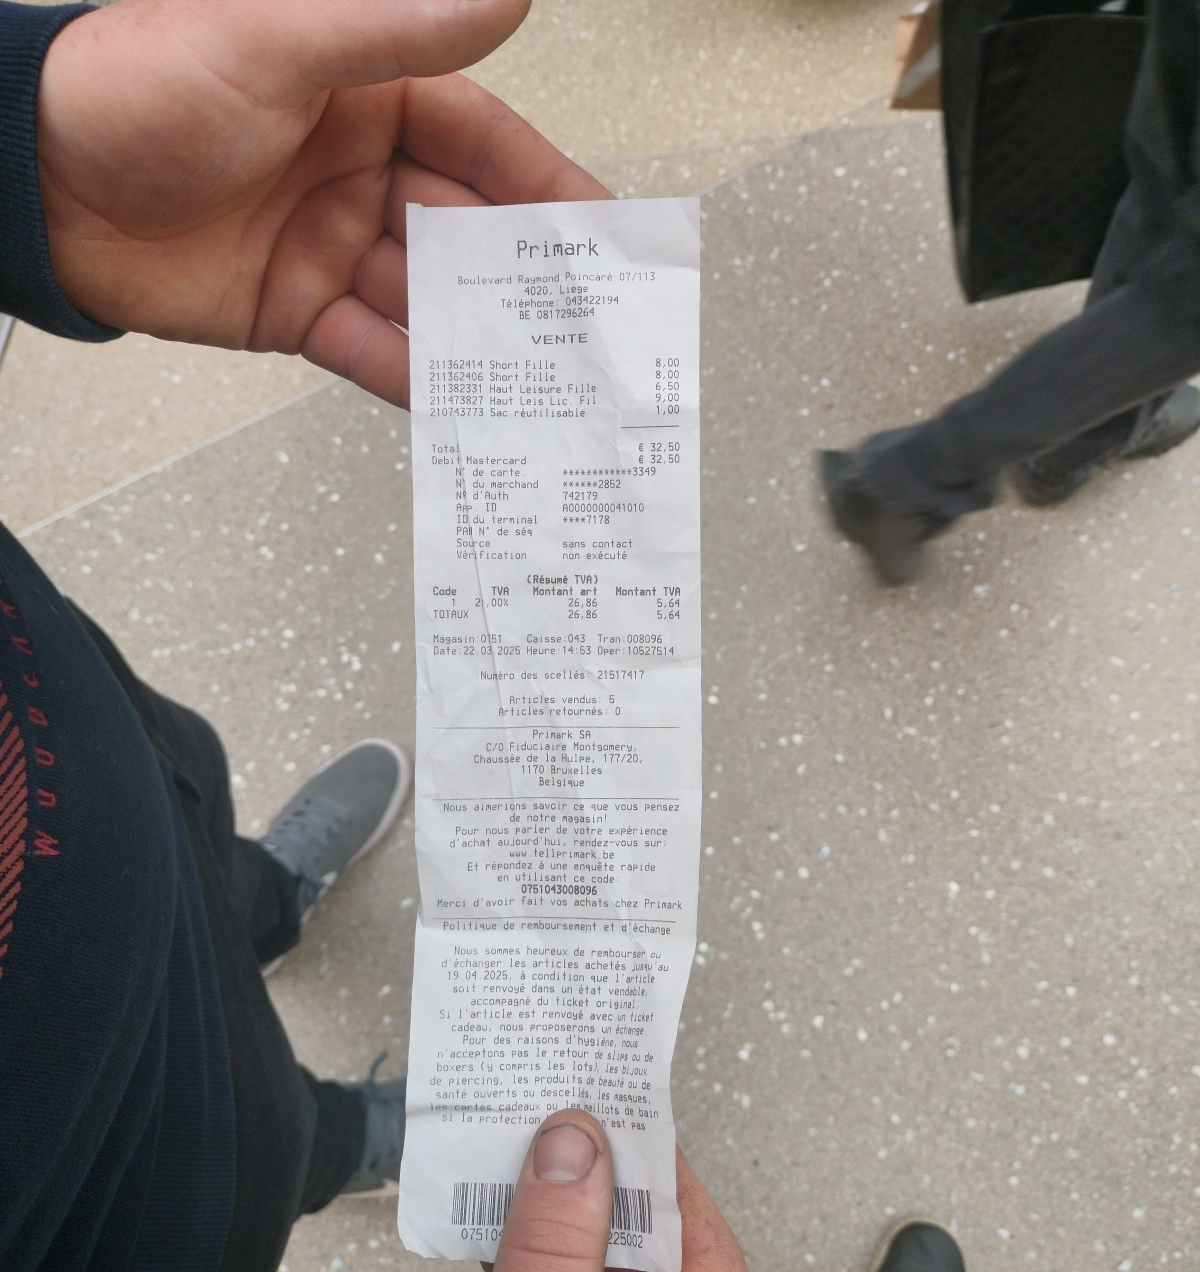 Primark
Boulevard Raymond Poincaré 07/113
4020, Liege
Téléphone: 043422194
BE 0817296264
VENTE
211362414 Short Fille 8,00
211362406 Short Fille 8,00
211382331 Haut Leisure Fille 6,50
211473827 Haut Leis Lic. Fil 9,00
210743773 Sac réutilisable 1,00
Total € 32,50
Debit Mastercard € 32,50
N° de carte ************3349
N° du marchand ******2852
Nº d'Auth 742179
App. ID A0000000041010
ID du terminal ****7178
PAN N° de séq
Source sans contact
Vérification non exécuté
(Résumé TVA)
Code TVA Montant art Montant TVA
1 21,00% 26,86 5,64
TOTAUX 26,86 5,64
Magasin:0151 Caisse:043 Tran:008096
Date:22.03.2025 Heure:14:53 Oper:10527514
Numéro des scellés: 21517417
Articles vendus: 5
Articles retournés: 0
Primark SA
C/O Fiduciaire Montgomery,
Chaussée de la Hulpe, 177/20,
1170 Bruxelles
Belgique
Nous aimerions savoir ce que vous pensez
de notre magasin!
Pour nous parler de votre expérience
d'achat aujourd'hui, rendez-vous sur:
www.tellprimark.be
Et répondez à une enquête rapide
en utilisant ce code:
0751043008096
Merci d'avoir fait vos achats chez Primark
Politique de remboursement et d'échange
Nous sommes heureux de rembourser ou
d'échanger les articles achetés jusqu'au
19.04.2025, à condition que l'article
soit renvoyé dans un état vendable,
accompagné du ticket original.
Si l'article est renvoyé avec un ticket
cadeau, nous proposerons un échange.
Pour des raisons d'hygiène, nous
n'acceptons pas le retour de slips ou de
boxers (y compris les lots), les bijoux
de piercing, les produits de beauté ou de
santé ouverts ou descellés, les masques,
les cartes cadeaux ou les maillots de bain
si la protection n'est pas
075104 225002